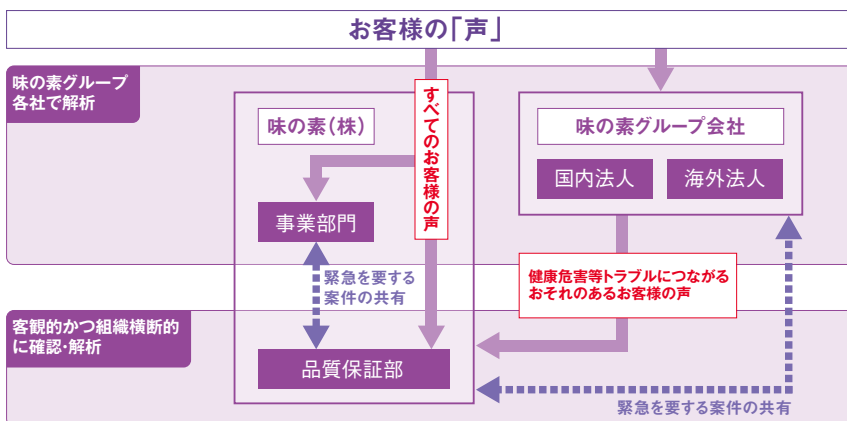 お客様の「声」
味の素グループ
各社で解析
味の素(株)
すべてのお客様の声
味の素グループ会社
国内法人
海外法人
事業部門
緊急を要する
案件の共有
健康危害等トラブルにつながる
おそれのあるお客様の声
客観的かつ組織横断的
に確認・解析
品質保証部
緊急を要する案件の共有